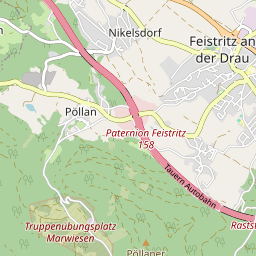 Nikelsdorf
Feistritz an
der Drau
Pöllan
Paternion Feistritz
158
Tauern Autobahn
Truppenübungsplatz
Marwiesen
Pöllaner